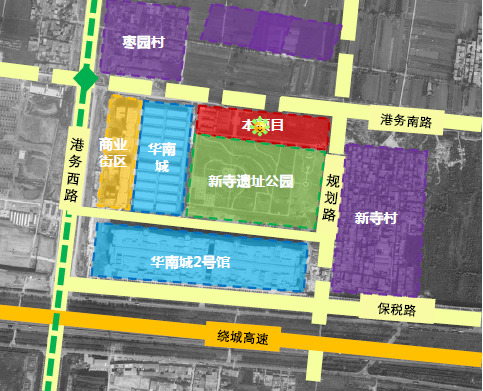 枣园村
港务南路
本项目
商业
街区
华南
城
港务西路
新寺遗址公园
规划路
新寺村
华南城2号馆
保税路
绕城高速